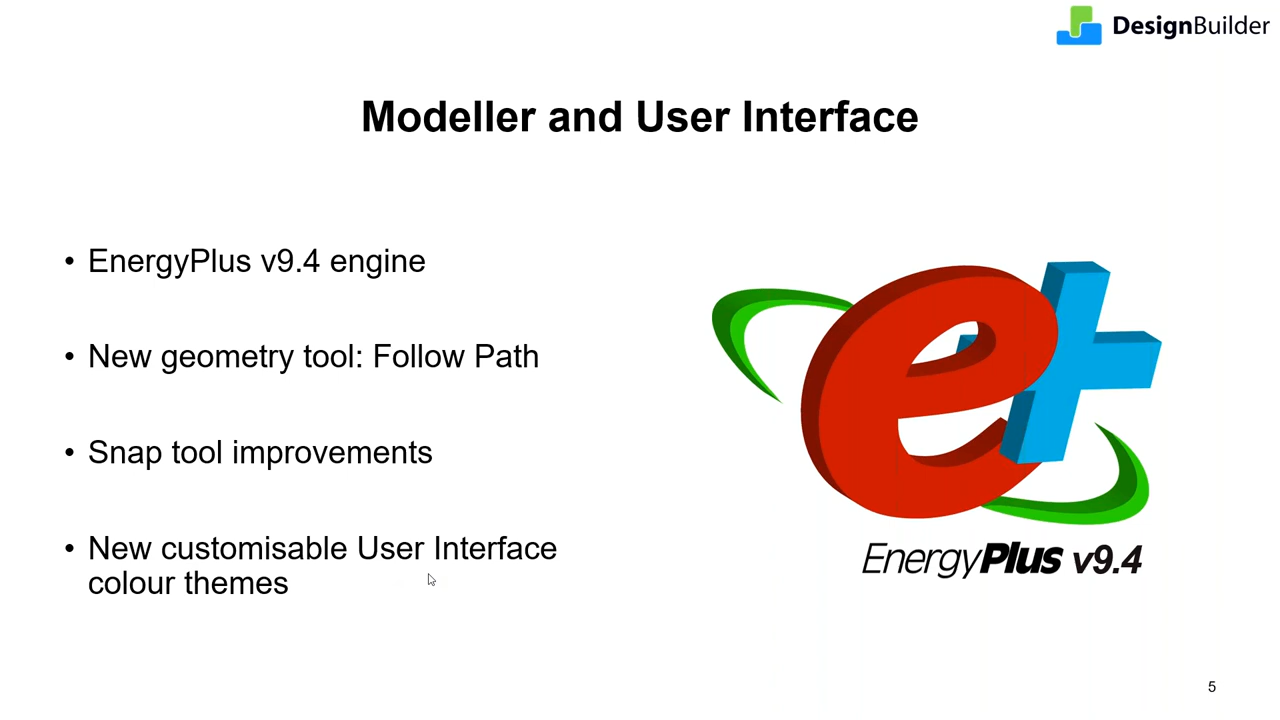 DesignBuilder
Modeller and User Interface
• EnergyPlus v9.4 engine
• New geometry tool: Follow Path
• Snap tool improvements
• New customisable User Interface
colour themes
e+
EnergyPlus v9.4
5